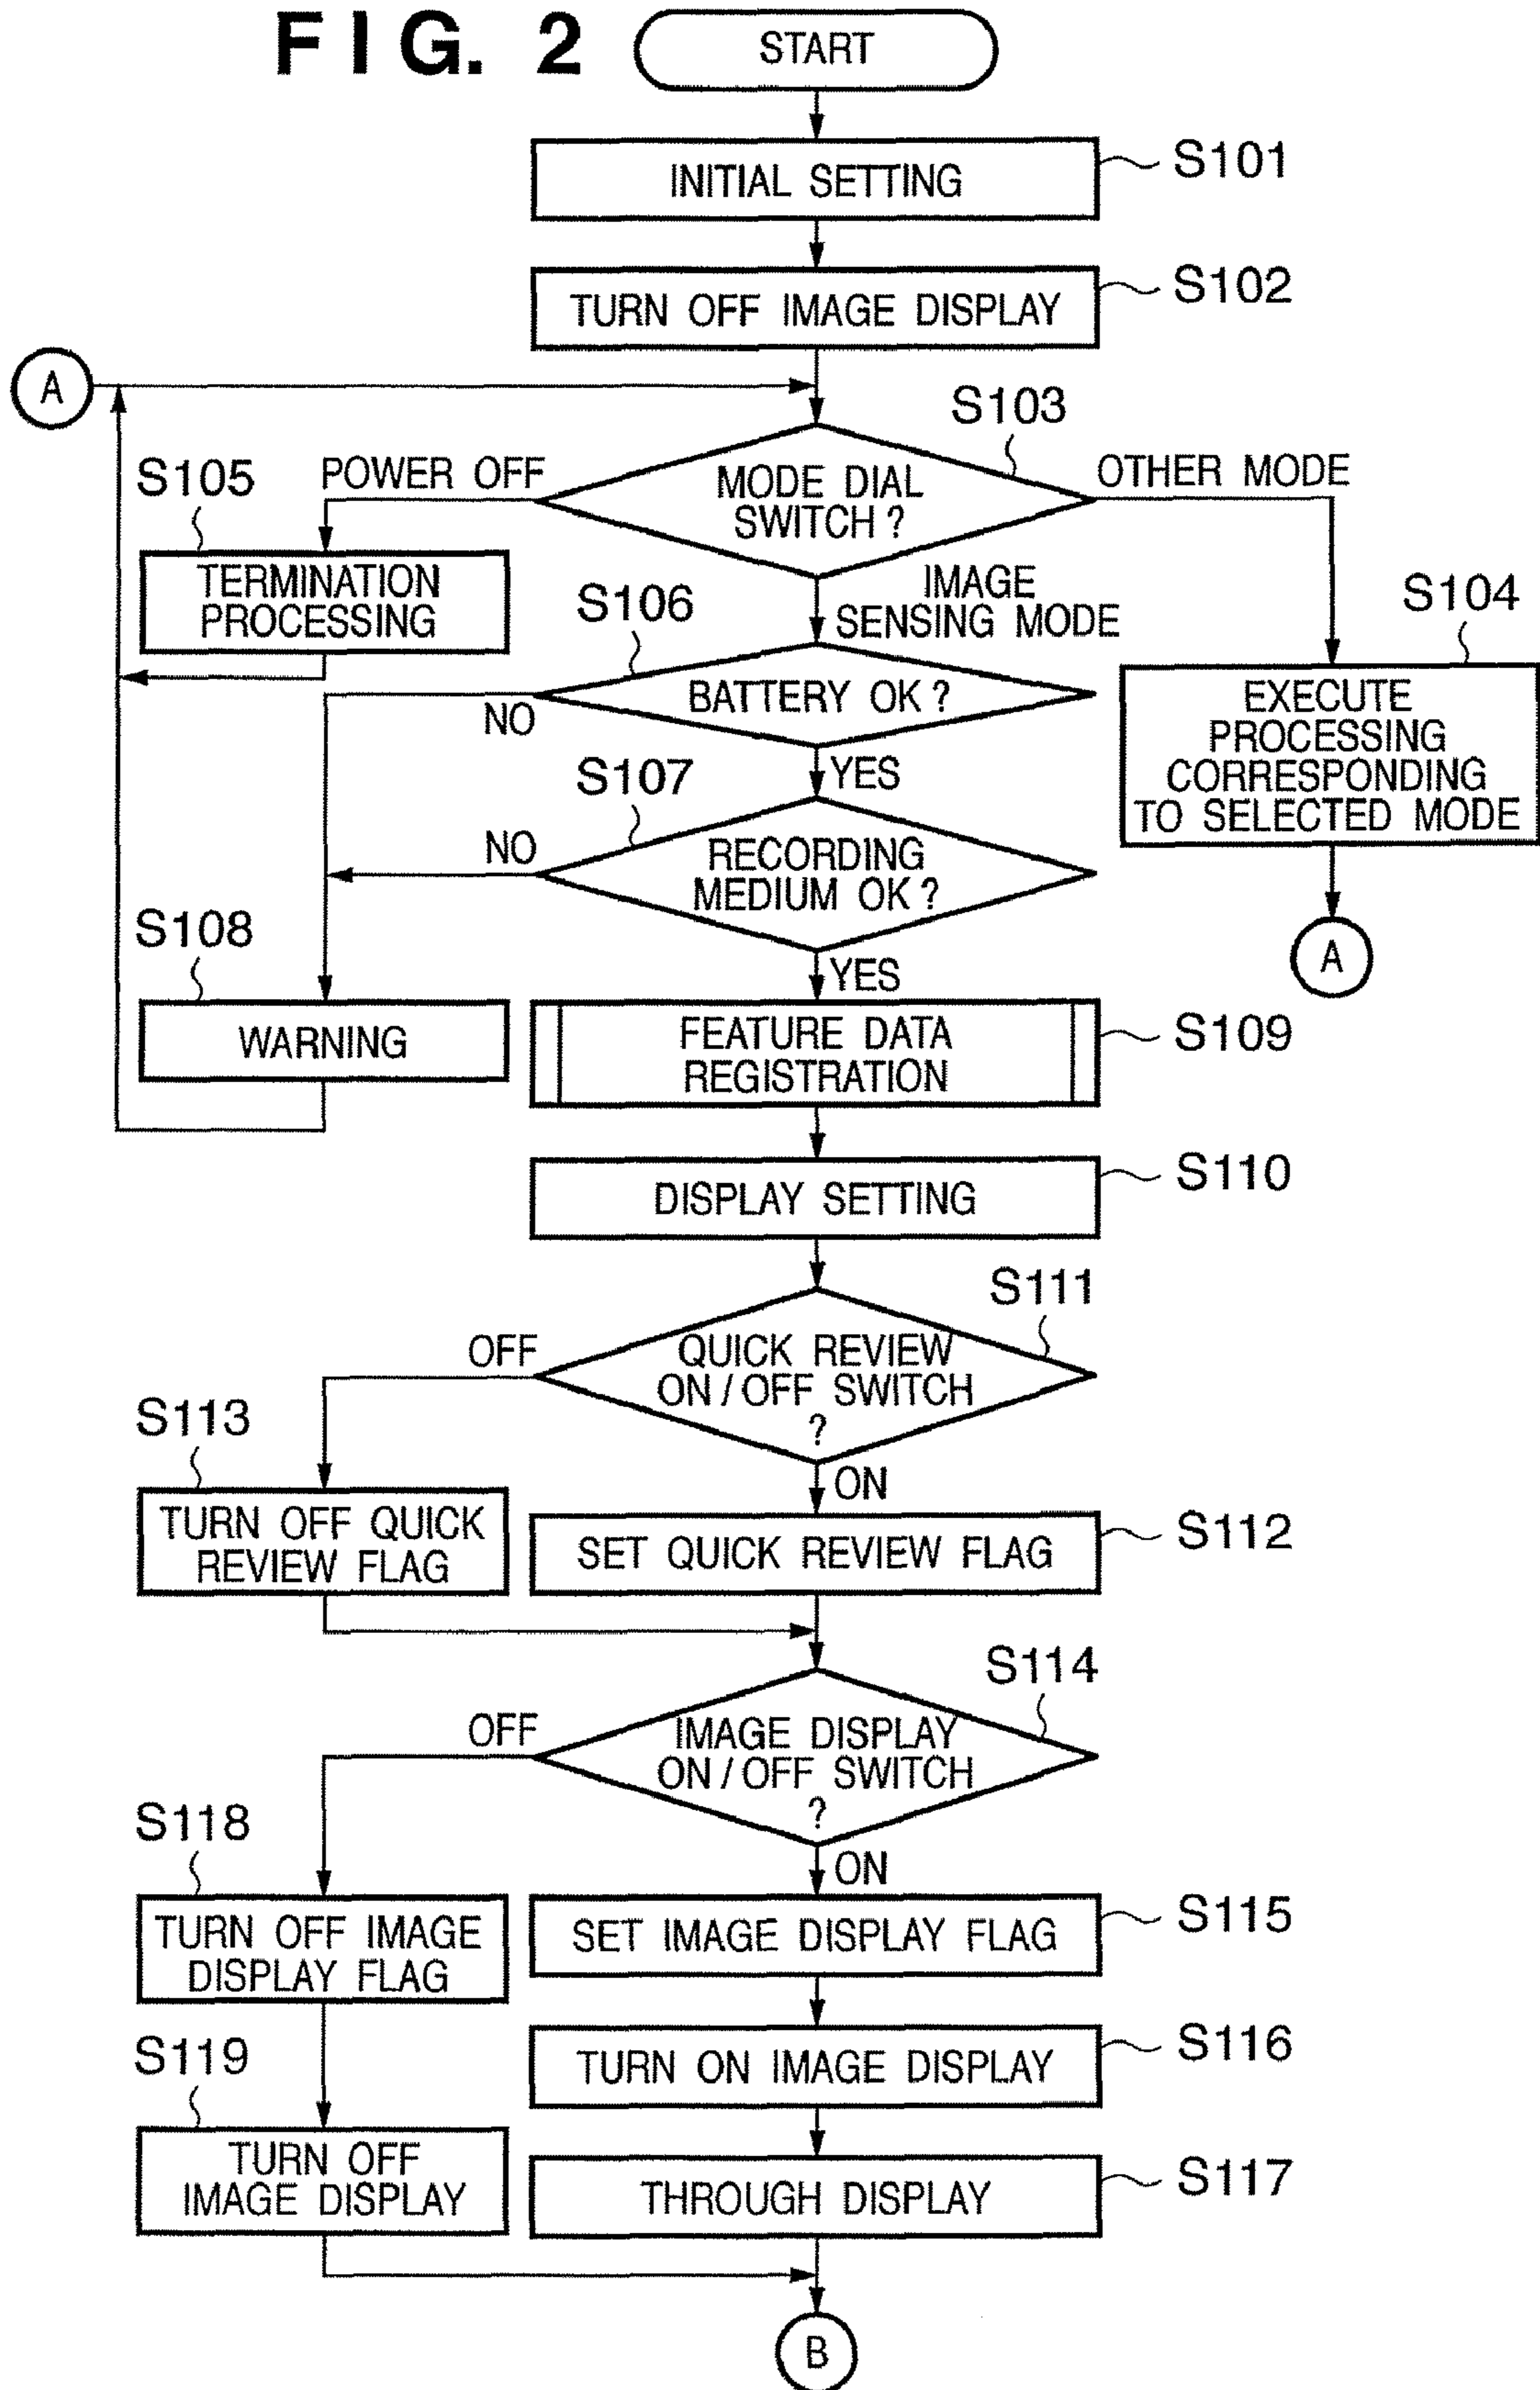 FIG. 2
START
INITIAL SETTING
S101
TURN OFF IMAGE DISPLAY
S102
A
S103
MODE DIAL
SWITCH ?
POWER OFF
OTHER MODE
S105
TERMINATION
PROCESSING
IMAGE
SENSING MODE
S104
EXECUTE
PROCESSING
CORRESPONDING
TO SELECTED MODE
A
S106
BATTERY OK ?
NO
YES
S107
RECORDING
MEDIUM OK ?
NO
YES
S108
WARNING
FEATURE DATA
REGISTRATION
S109
DISPLAY SETTING
S110
S111
QUICK REVIEW
ON / OFF SWITCH
?
OFF
ON
S113
TURN OFF QUICK
REVIEW FLAG
SET QUICK REVIEW FLAG
S112
S114
IMAGE DISPLAY
ON / OFF SWITCH
?
OFF
ON
S118
TURN OFF IMAGE
DISPLAY FLAG
SET IMAGE DISPLAY FLAG
S115
TURN ON IMAGE DISPLAY
S116
S119
TURN OFF
IMAGE DISPLAY
THROUGH DISPLAY
S117
B